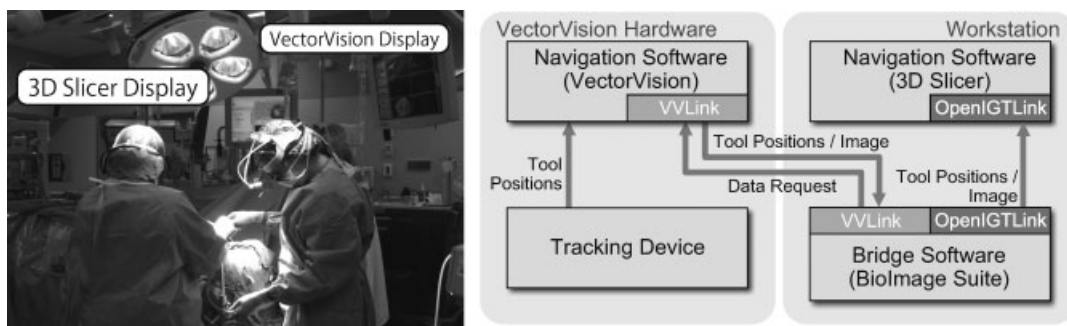 VectorVision Display
3D Slicer Display
VectorVision Hardware
Navigation Software
(VectorVision)
VVLink
Tool
Positions
Tracking Device
Tool Positions / Image
Data Request
Workstation
Navigation Software
(3D Slicer)
OpenIGTLink
Tool Positions /
Image
VVLink
OpenIGTLink
Bridge Software
(BioImage Suite)